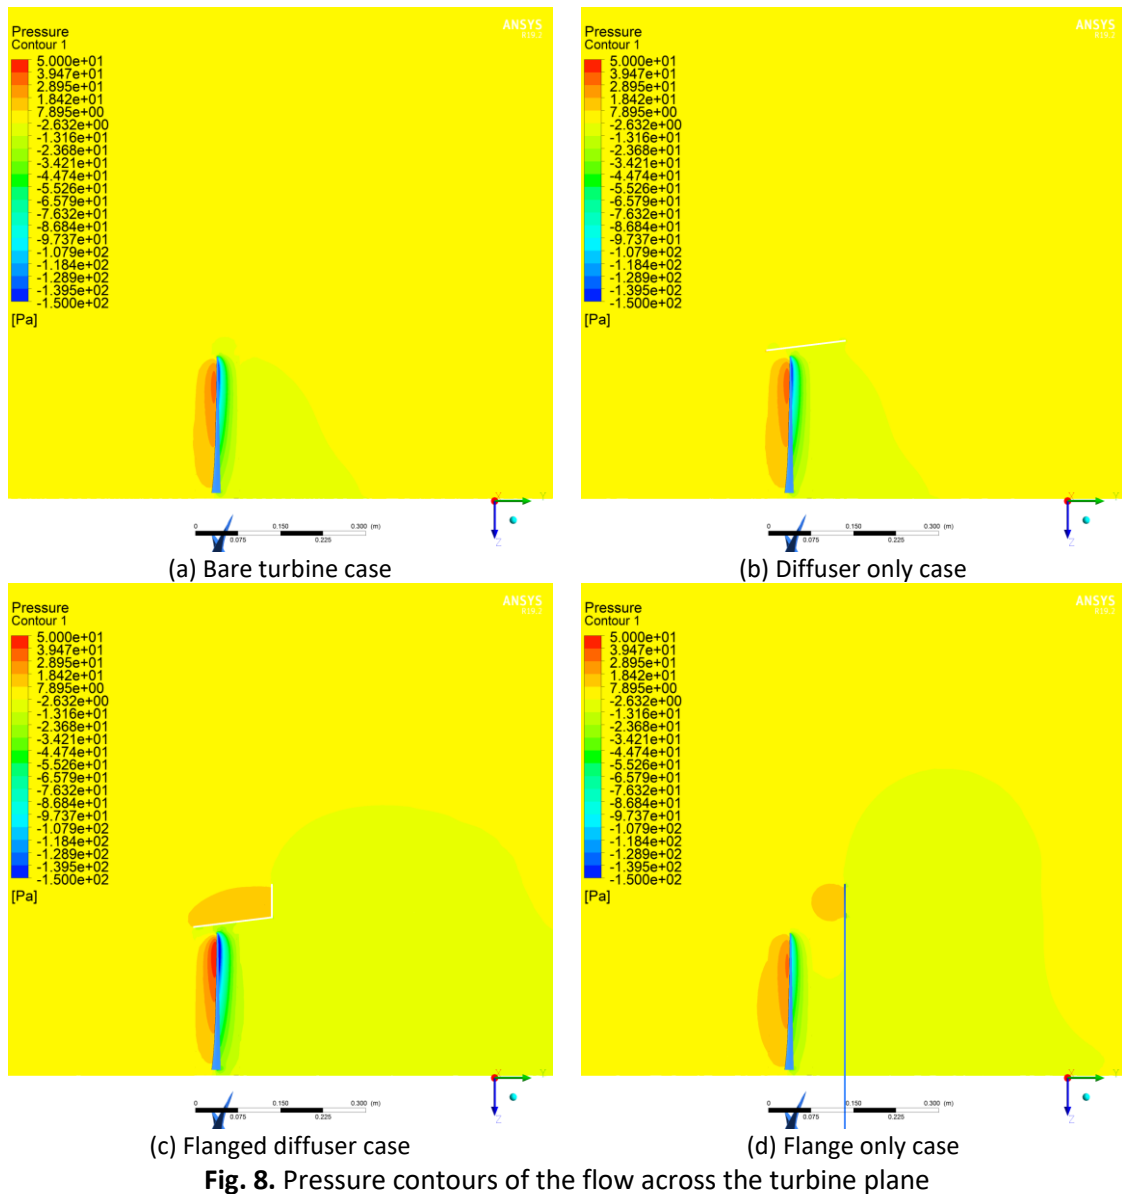 Pressure
Contour 1
5.000e+01
3.947e+01
2.895e+01
1.842e+01
7.895e+00
-2.632e+00
-1.316e+01
-2.368e+01
-3.421e+01
-4.474e+01
-5.526e+01
-6.579e+01
-7.632e+01
-8.684e+01
-9.737e+01
-1.079e+02
-1.184e+02
-1.289e+02
-1.395e+02
-1.500e+02
[Pa]
ANSYS
R19.2
0 0.150 0.300 (m)
0.075 0.225
Y
Z
(a) Bare turbine case
Pressure
Contour 1
5.000e+01
3.947e+01
2.895e+01
1.842e+01
7.895e+00
-2.632e+00
-1.316e+01
-2.368e+01
-3.421e+01
-4.474e+01
-5.526e+01
-6.579e+01
-7.632e+01
-8.684e+01
-9.737e+01
-1.079e+02
-1.184e+02
-1.289e+02
-1.395e+02
-1.500e+02
[Pa]
ANSYS
R19.2
0 0.150 0.300 (m)
0.075 0.225
Y
Z
(b) Diffuser only case
Pressure
Contour 1
5.000e+01
3.947e+01
2.895e+01
1.842e+01
7.895e+00
-2.632e+00
-1.316e+01
-2.368e+01
-3.421e+01
-4.474e+01
-5.526e+01
-6.579e+01
-7.632e+01
-8.684e+01
-9.737e+01
-1.079e+02
-1.184e+02
-1.289e+02
-1.395e+02
-1.500e+02
[Pa]
ANSYS
R19.2
0 0.150 0.300 (m)
0.075 0.225
Y
Z
(c) Flanged diffuser case
Pressure
Contour 1
5.000e+01
3.947e+01
2.895e+01
1.842e+01
7.895e+00
-2.632e+00
-1.316e+01
-2.368e+01
-3.421e+01
-4.474e+01
-5.526e+01
-6.579e+01
-7.632e+01
-8.684e+01
-9.737e+01
-1.079e+02
-1.184e+02
-1.289e+02
-1.395e+02
-1.500e+02
[Pa]
ANSYS
R19.2
0 0.150 0.300 (m)
0.075 0.225
Y
Z
(d) Flange only case
Fig. 8. Pressure contours of the flow across the turbine plane